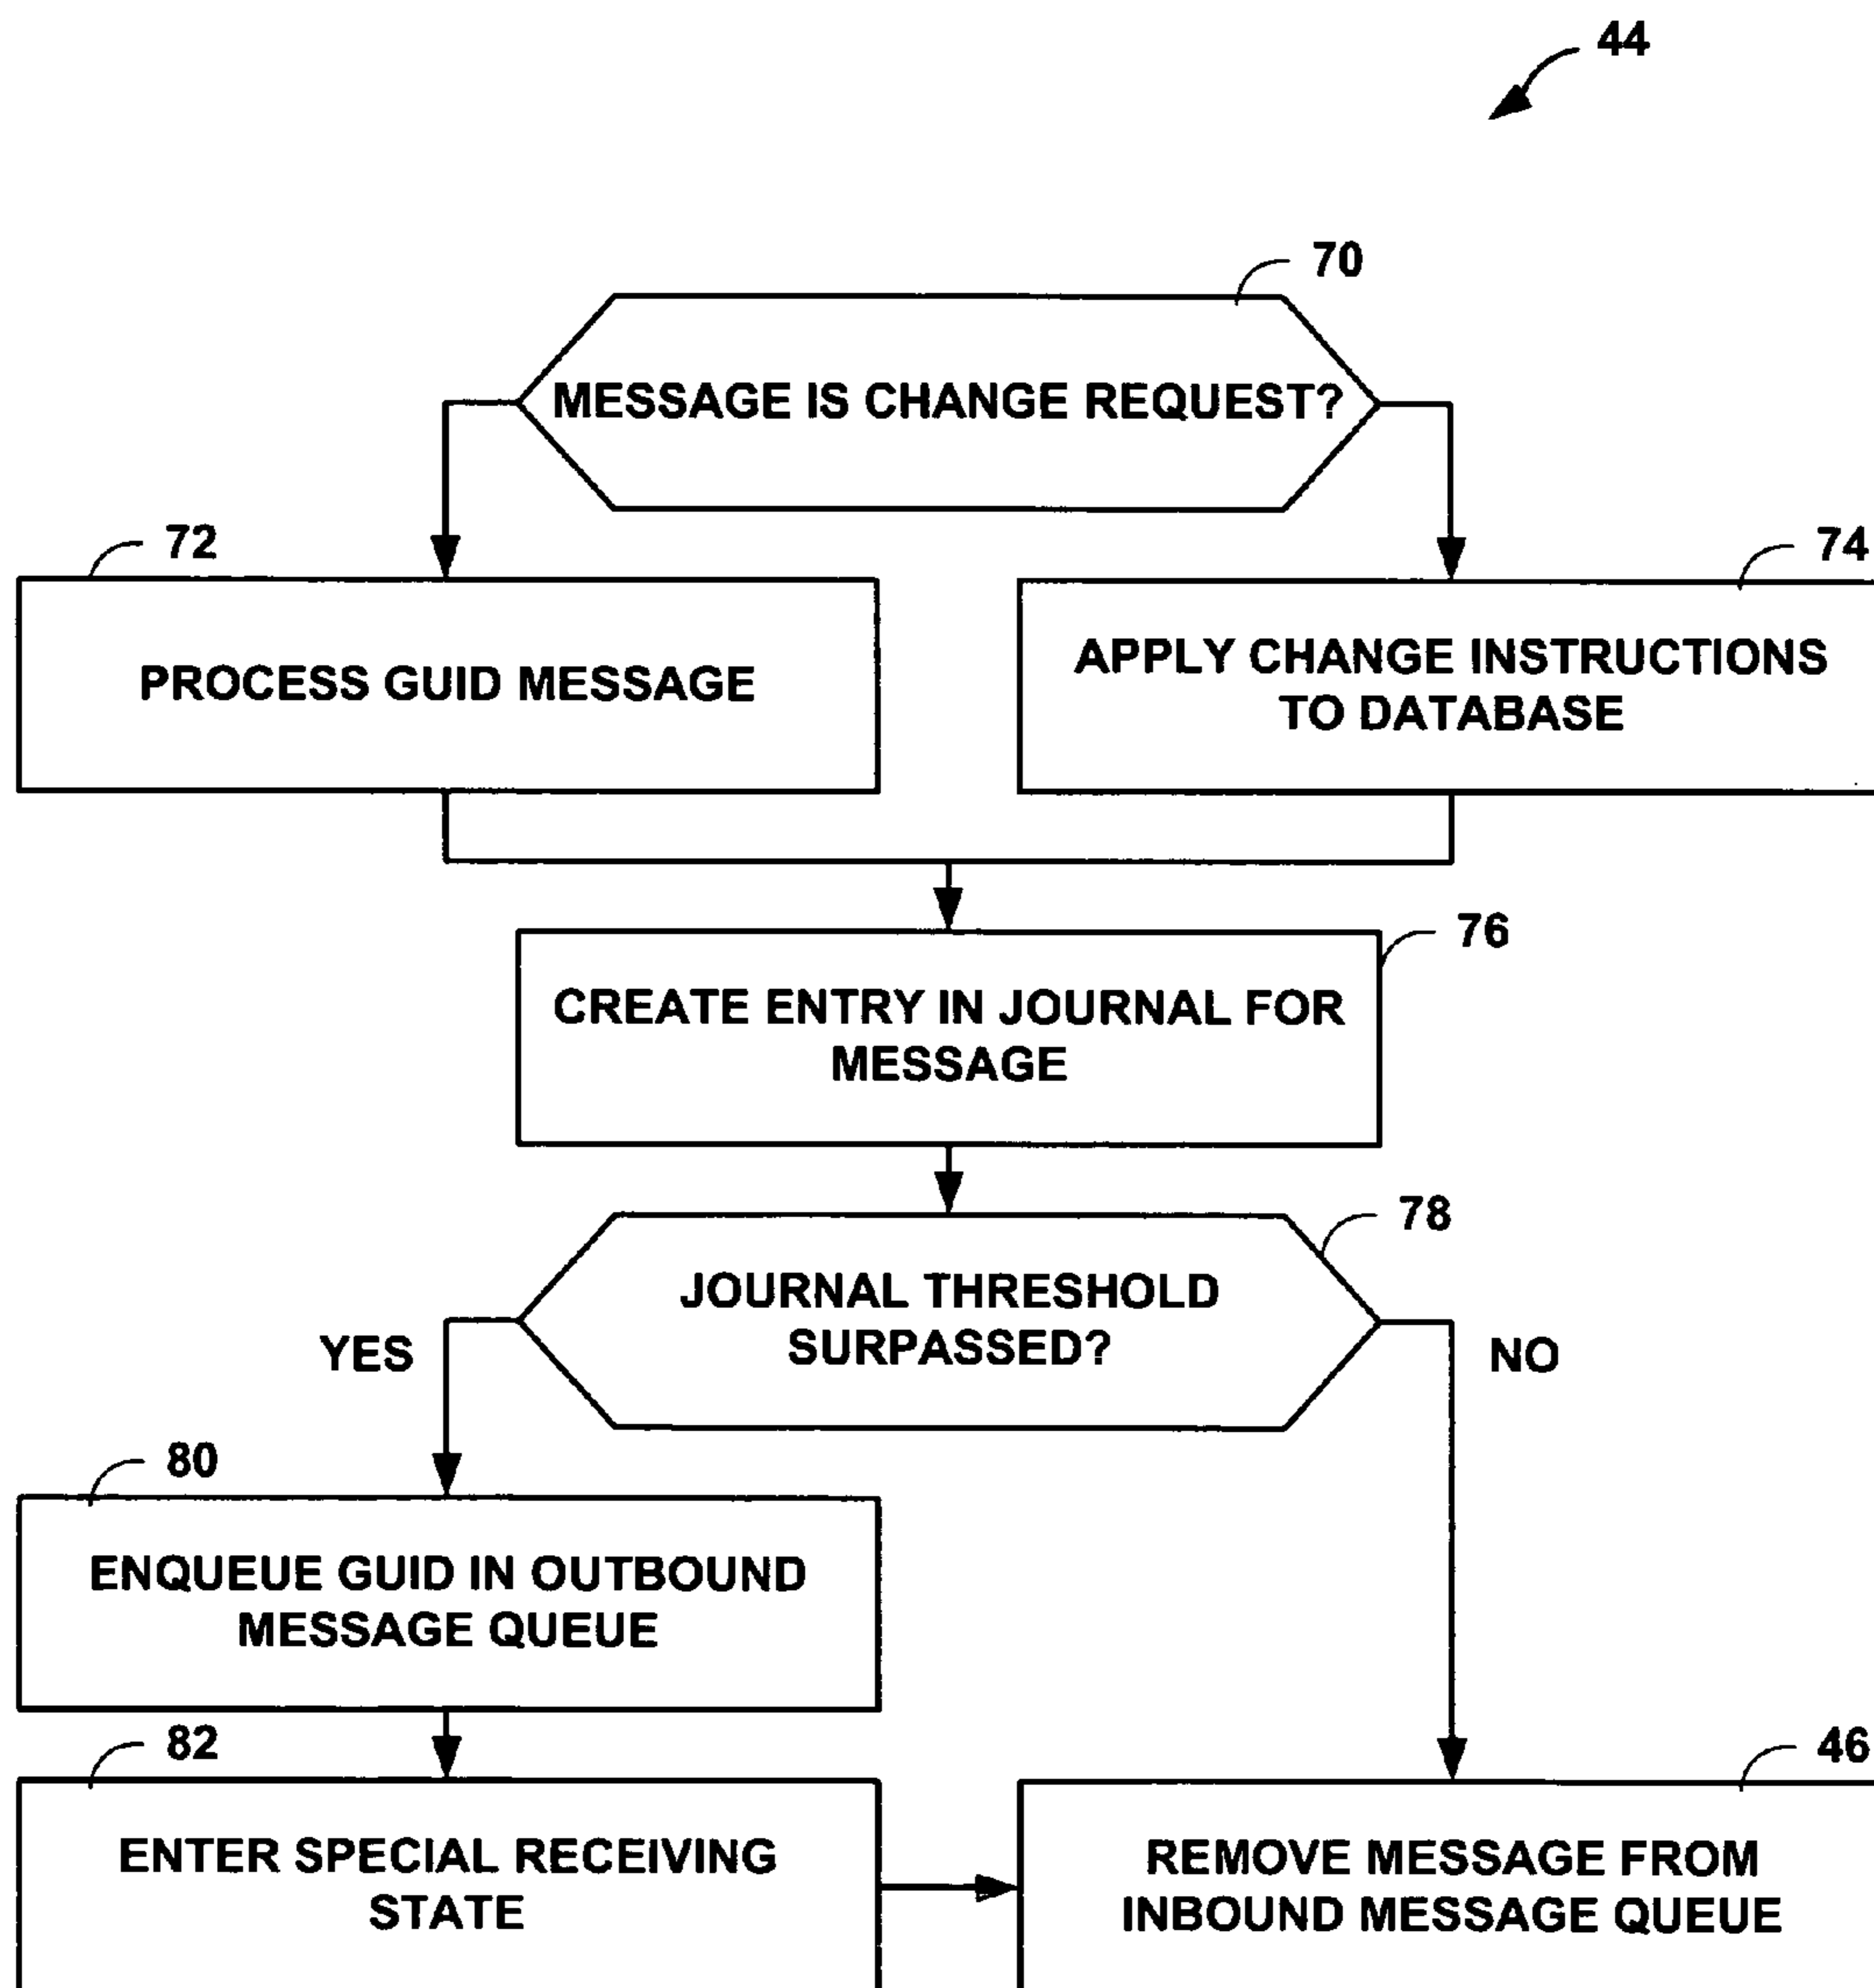 44
70
MESSAGE IS CHANGE REQUEST?
72
74
PROCESS GUID MESSAGE
APPLY CHANGE INSTRUCTIONS
TO DATABASE
76
CREATE ENTRY IN JOURNAL FOR
MESSAGE
78
JOURNAL THRESHOLD
SURPASSED?
YES
NO
80
ENQUEUE GUID IN OUTBOUND
MESSAGE QUEUE
82
46
ENTER SPECIAL RECEIVING
STATE
REMOVE MESSAGE FROM
INBOUND MESSAGE QUEUE